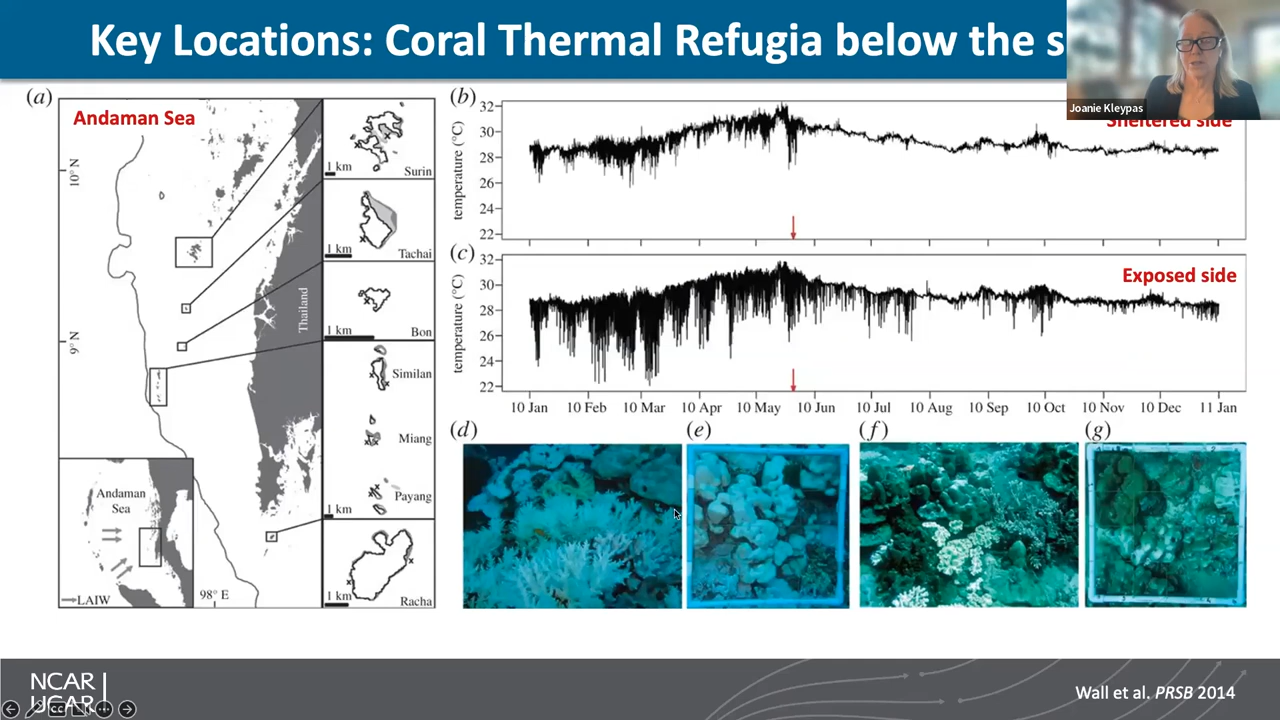 Key Locations: Coral Thermal Refugia below the s
Joanie Kleypas
(a)
Andaman Sea
10° N
9° N
98° E
Thailand
Andaman
Sea
LAIW
1 km
Surin
Tachai
1 km
Bon
1 km
Similan
Miang
Payang
1 km
Racha
(b)
Sheltered side
temperature (°C)
32
30
28
26
24
22
(c)
Exposed side
temperature (°C)
32
30
28
26
24
22
10 Jan 10 Feb 10 Mar 10 Apr 10 May 10 Jun 10 Jul 10 Aug 10 Sep 10 Oct 10 Nov 10 Dec 11 Jan
(d) (e) (f) (g)
NCAR
UCAR
Wall et al. PRSB 2014